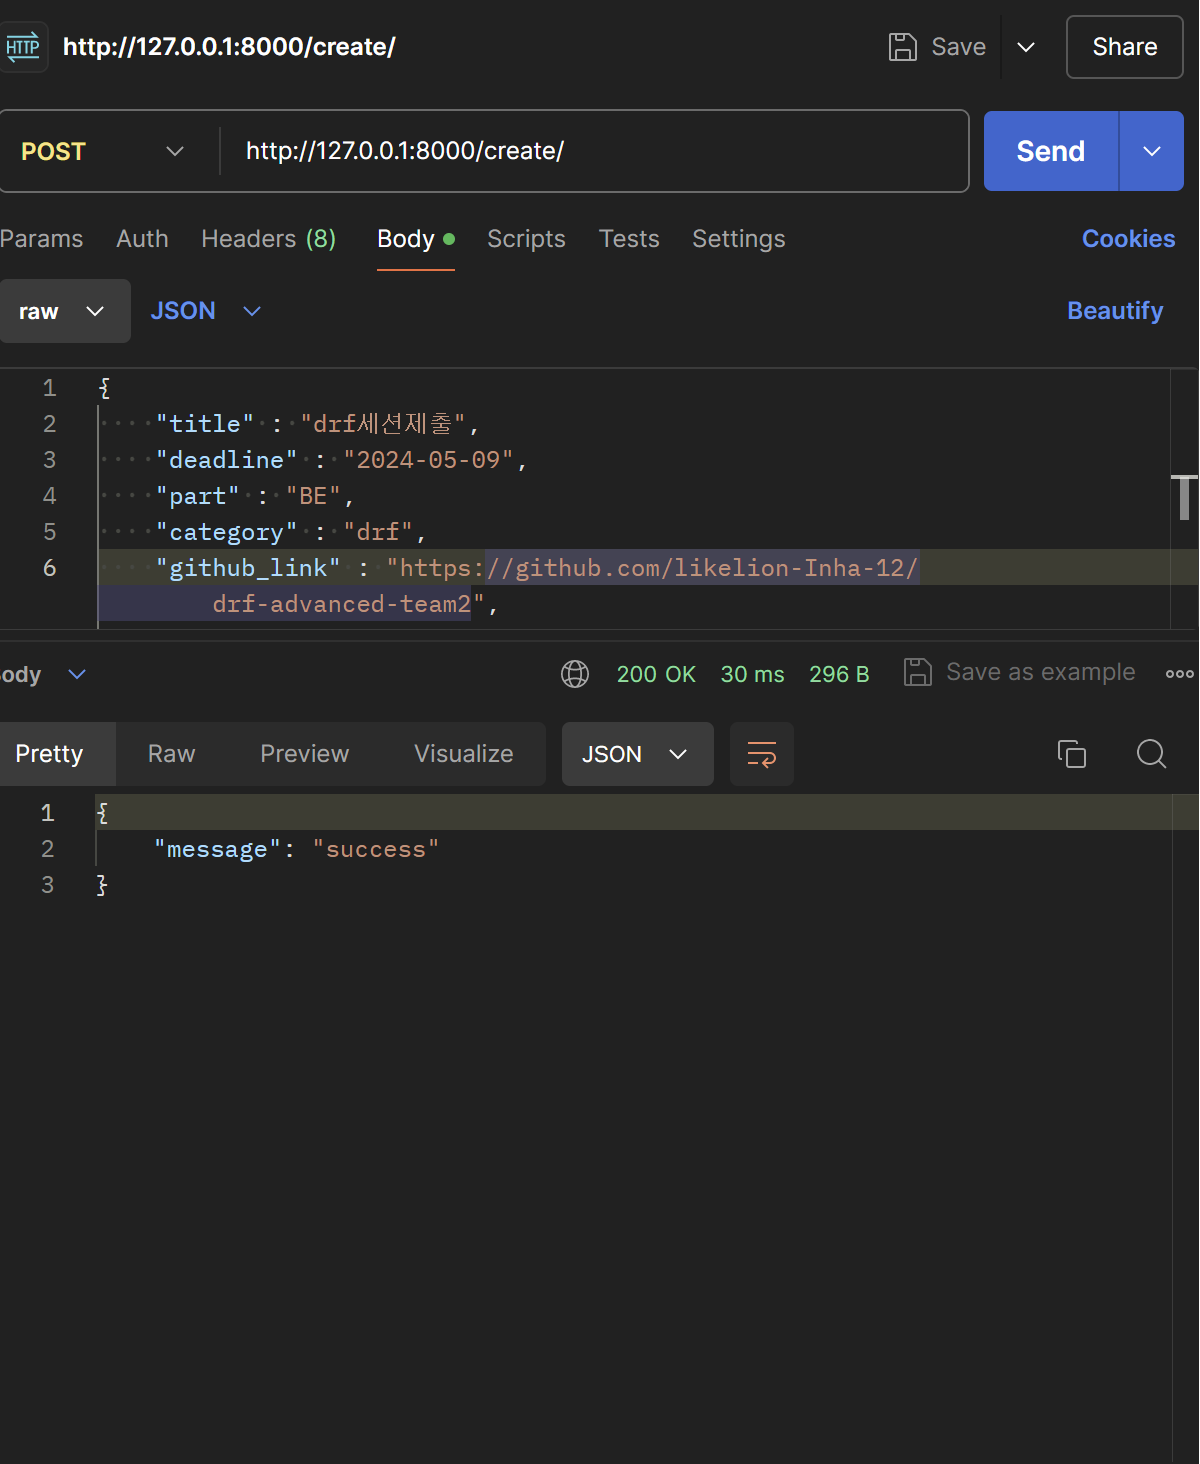 HTTP http://127.0.0.1:8000/create/ Save Share
POST http://127.0.0.1:8000/create/ Send
Params Auth Headers (8) Body Scripts Tests Settings Cookies
raw JSON Beautify
1 {
2 "title" : "drf세션제출",
3 "deadline" : "2024-05-09",
4 "part" : "BE",
5 "category" : "drf",
6 "github_link" : "https://github.com/likelion-Inha-12/
drf-advanced-team2",
ody 200 OK 30 ms 296 B Save as example
Pretty Raw Preview Visualize JSON
1 {
2 "message": "success"
3 }